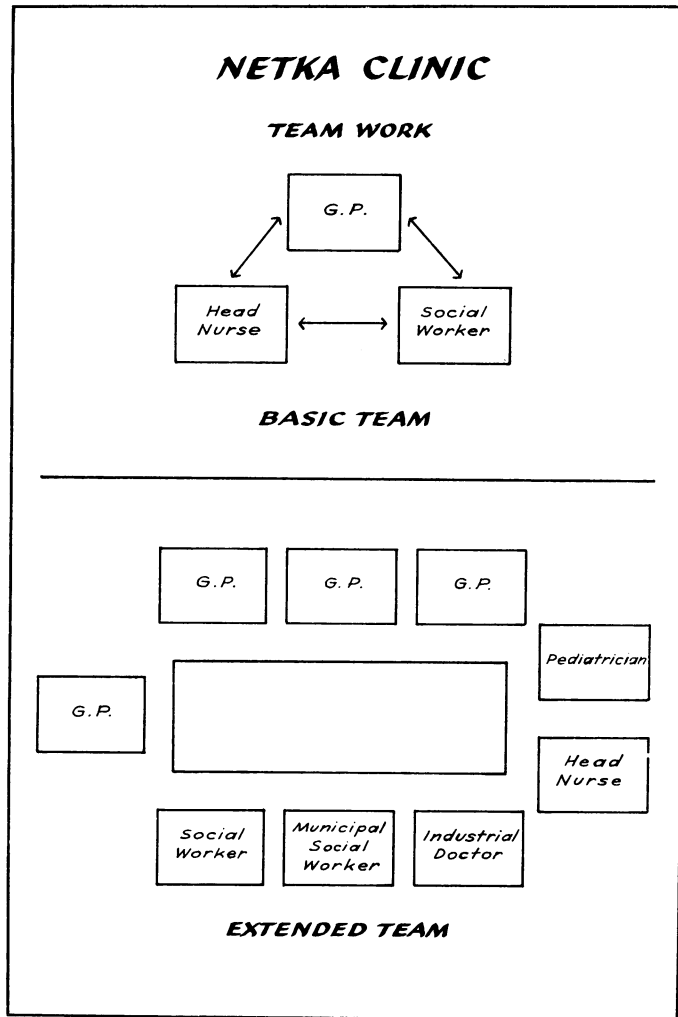 NETKA CLINIC
TEAM WORK
G.P.
Head
Nurse
Social
Worker
BASIC TEAM
G.P.
G.P.
G.P.
Pediatrician
G.P.
Head
Nurse
Social
Worker
Municipal
Social
Worker
Industrial
Doctor
EXTENDED TEAM